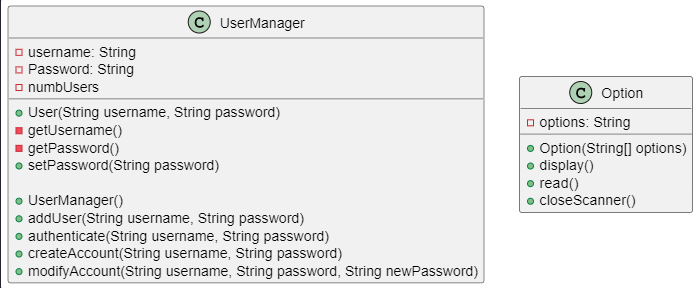 C UserManager
username: String
Password: String
numbUsers
User(String username, String password)
getUsername()
getPassword()
setPassword(String password)
UserManager()
addUser(String username, String password)
authenticate(String username, String password)
createAccount(String username, String password)
modifyAccount(String username, String password, String newPassword)
C Option
options: String
Option(String[] options)
display()
read()
closeScanner()